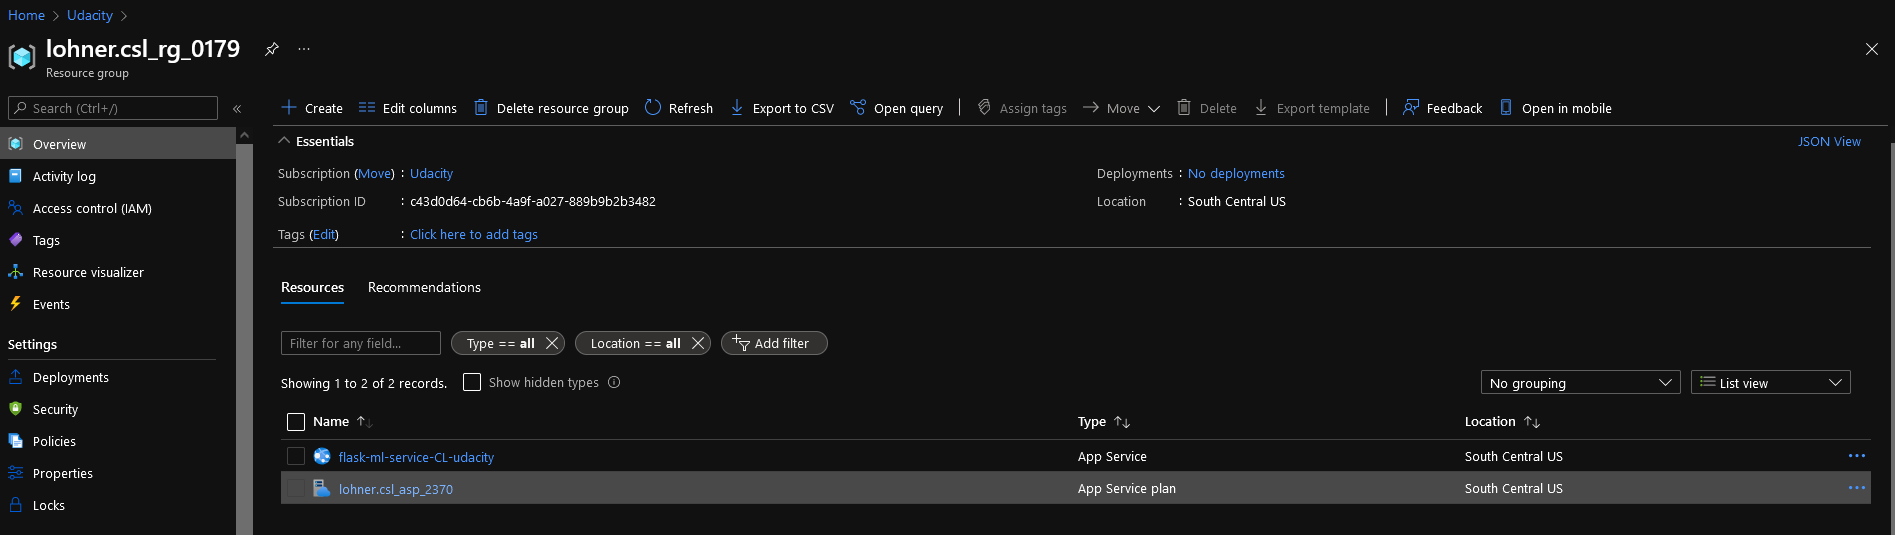 Home > Udacity >
lohner.csl_rg_0179 ...
Resource group
Search (Ctrl+/) «
Create Edit columns Delete resource group Refresh Export to CSV Open query Assign tags Move Delete Export template Feedback Open in mobile
Overview
Activity log
Access control (IAM)
Tags
Resource visualizer
Events
Settings
Deployments
Security
Policies
Properties
Locks
Essentials JSON View
Subscription (Move) : Udacity Deployments : No deployments
Subscription ID : c43d0d64-cb6b-4a9f-a027-889b9b2b3482 Location : South Central US
Tags (Edit) : Click here to add tags
Resources Recommendations
Filter for any field... Type == all Location == all Add filter
Showing 1 to 2 of 2 records. Show hidden types No grouping List view
Name Type Location
flask-ml-service-CL-udacity App Service South Central US
lohner.csl_asp_2370 App Service plan South Central US